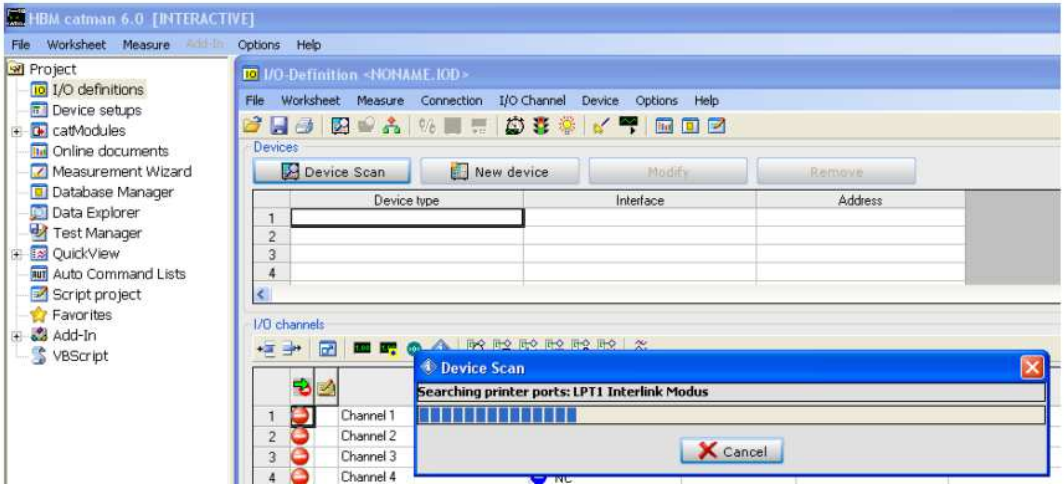 HBM catman 6.0 [INTERACTIVE]
File Worksheet Measure Add-In Options Help
Project
I/O definitions
Device setups
catModules
Online documents
Measurement Wizard
Database Manager
Data Explorer
Test Manager
QuickView
Auto Command Lists
Script project
Favorites
Add-In
VBScript
I/O-Definition <NONAME.IOD>
File Worksheet Measure Connection I/O Channel Device Options Help
Devices
Device Scan New device Modify Remove
Device type Interface Address
1
2
3
4
I/O channels
1 Channel 1
2 Channel 2
3 Channel 3
4 Channel 4 NC
Device Scan
Searching printer ports: LPT1 Interlink Modus
Cancel